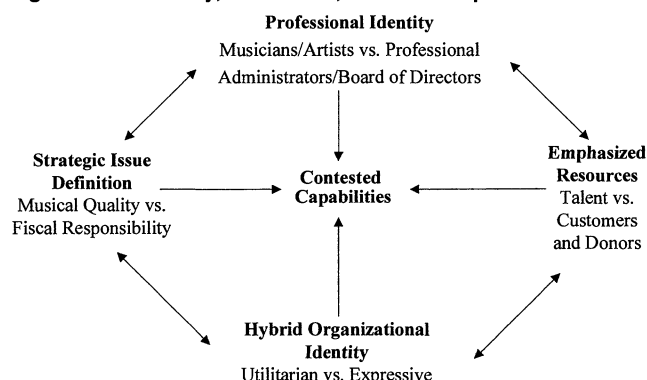 Professional Identity
Musicians/Artists vs. Professional
Administrators/Board of Directors
Strategic Issue
Definition
Musical Quality vs.
Fiscal Responsibility
Contested
Capabilities
Emphasized
Resources
Talent vs.
Customers
and Donors
Hybrid Organizational
Identity
Utilitarian vs. Expressive